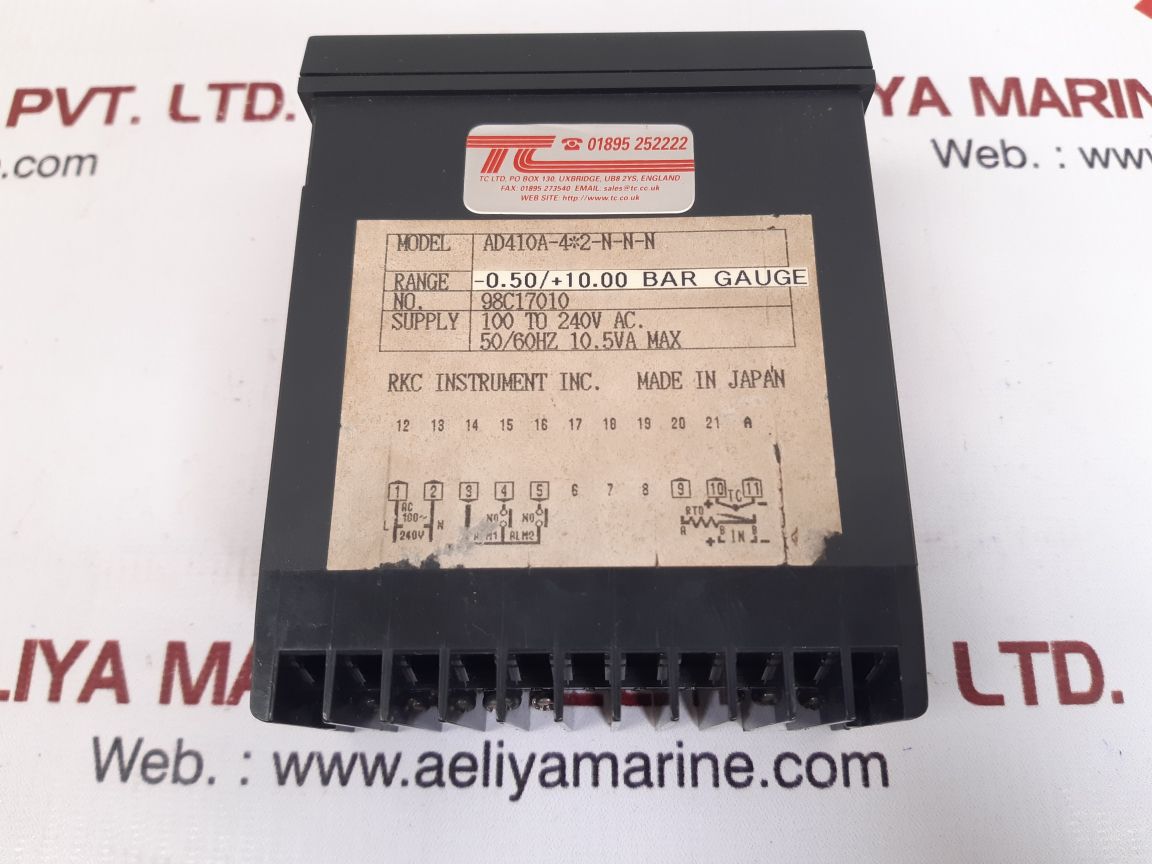 PVT. LTD.
com
YA MARIN
Web. : www
TC ☎ 01895 252222
TC LTD, PO BOX 130, UXBRIDGE, UB8 2YS, ENGLAND
FAX: 01895 273540 EMAIL: sales@tc.co.uk
WEB SITE: http://www.tc.co.uk
MODEL AD410A-4*2-N-N-N
RANGE -0.50/+10.00 BAR GAUGE
NO. 98C17010
SUPPLY 100 TO 240V AC.
50/60HZ 10.5VA MAX
RKC INSTRUMENT INC. MADE IN JAPAN
12 13 14 15 16 17 18 19 20 21 A
1 2 3 4 5 6 7 8 9 10 11
AC 100~ 240V
L N
NO NO
ALM1 ALM2
+ TC -
RTD
A B B
+ IN -
LIYA MA LTD.
Web. : www.aeliyamarine.com